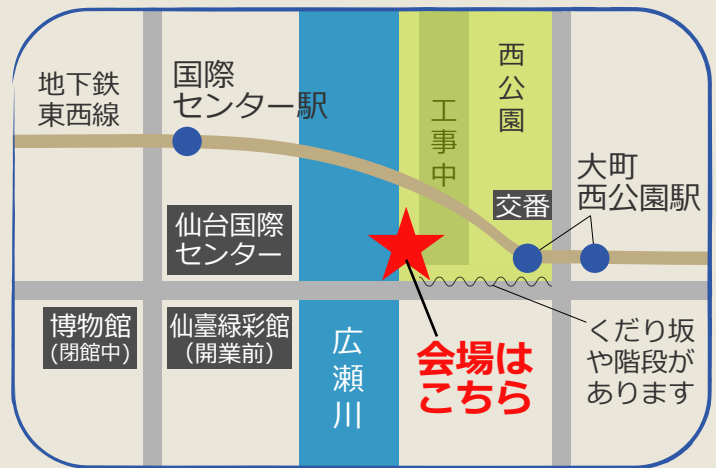 地下鉄
東西線
国際
センター駅
西公園
工事中
大町
西公園駅
交番
仙台国際
センター
博物館
(閉館中)
仙臺緑彩館
（開業前）
広瀬川
会場は
こちら
くだり坂
や階段が
あります